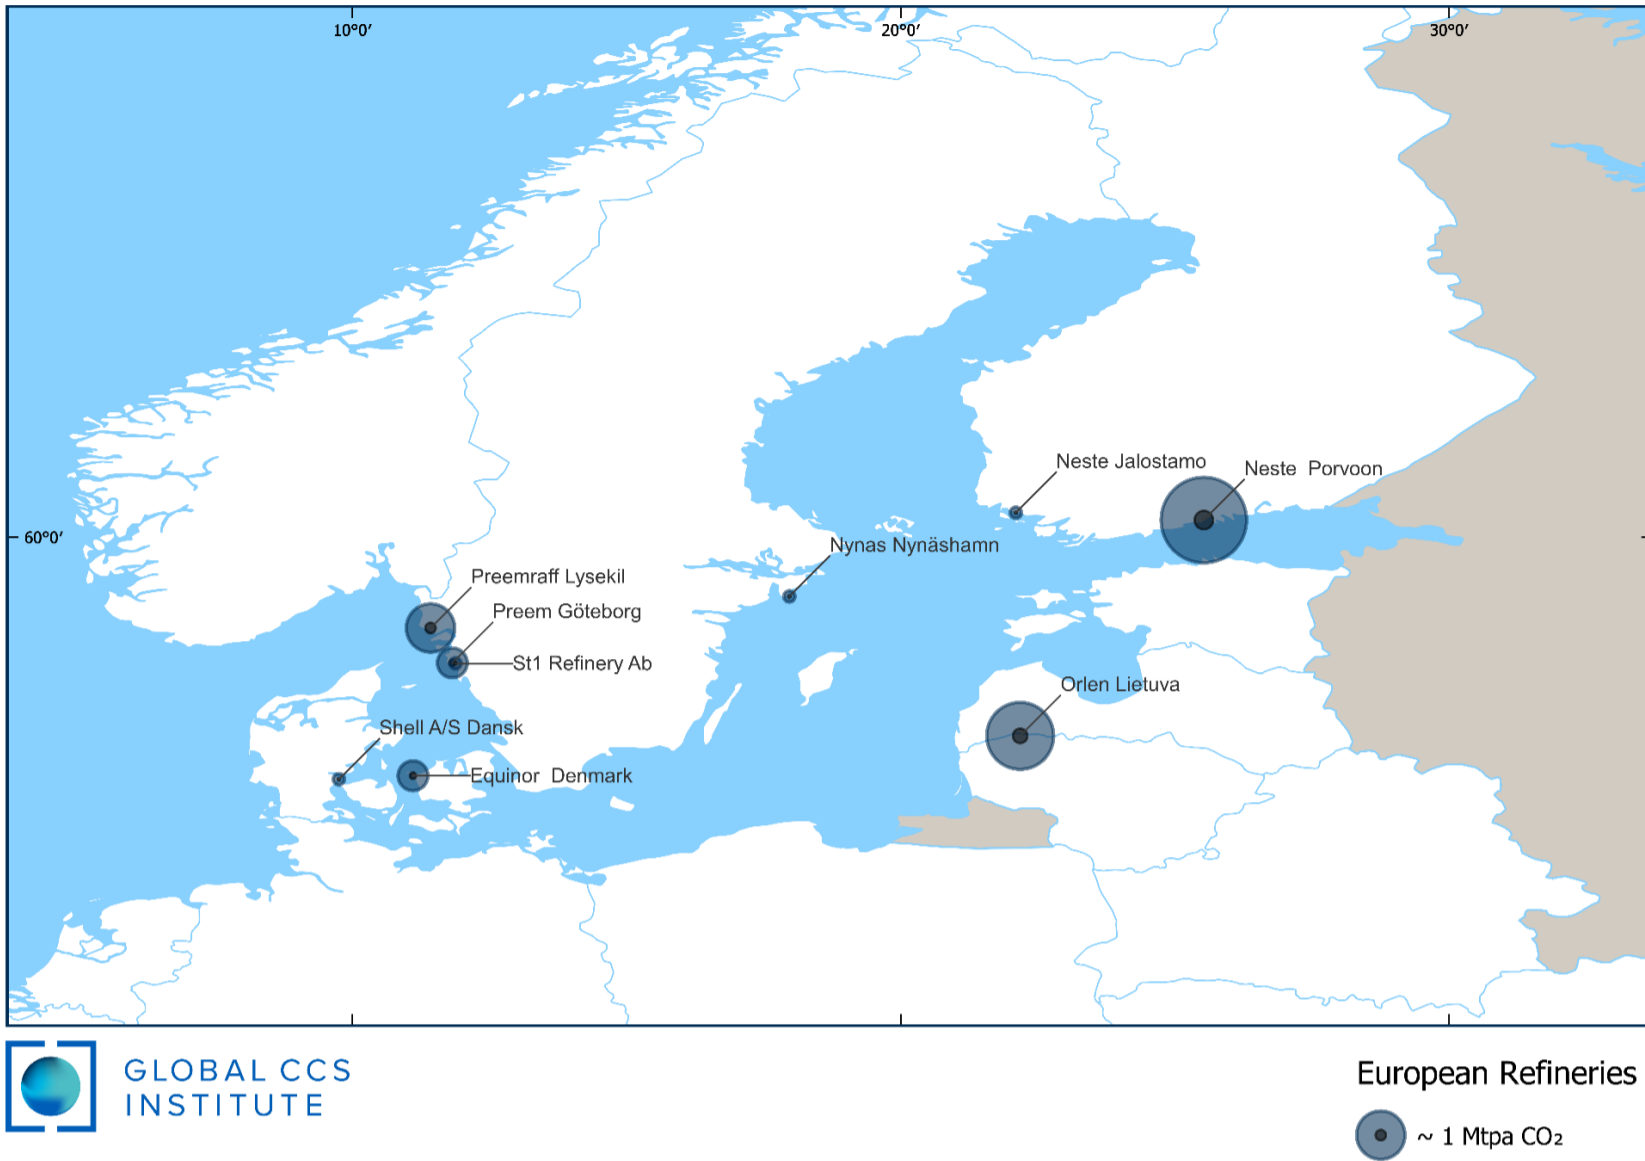 10°0′ 20°0′ 30°0′
Neste Jalostamo
Neste  Porvoon
60°0′
Nynas Nynäshamn
Preemraff Lysekil
Preem Göteborg
St1 Refinery Ab
Orlen Lietuva
Shell A/S Dansk
Equinor  Denmark
GLOBAL CCS
INSTITUTE
European Refineries
~ 1 Mtpa CO₂